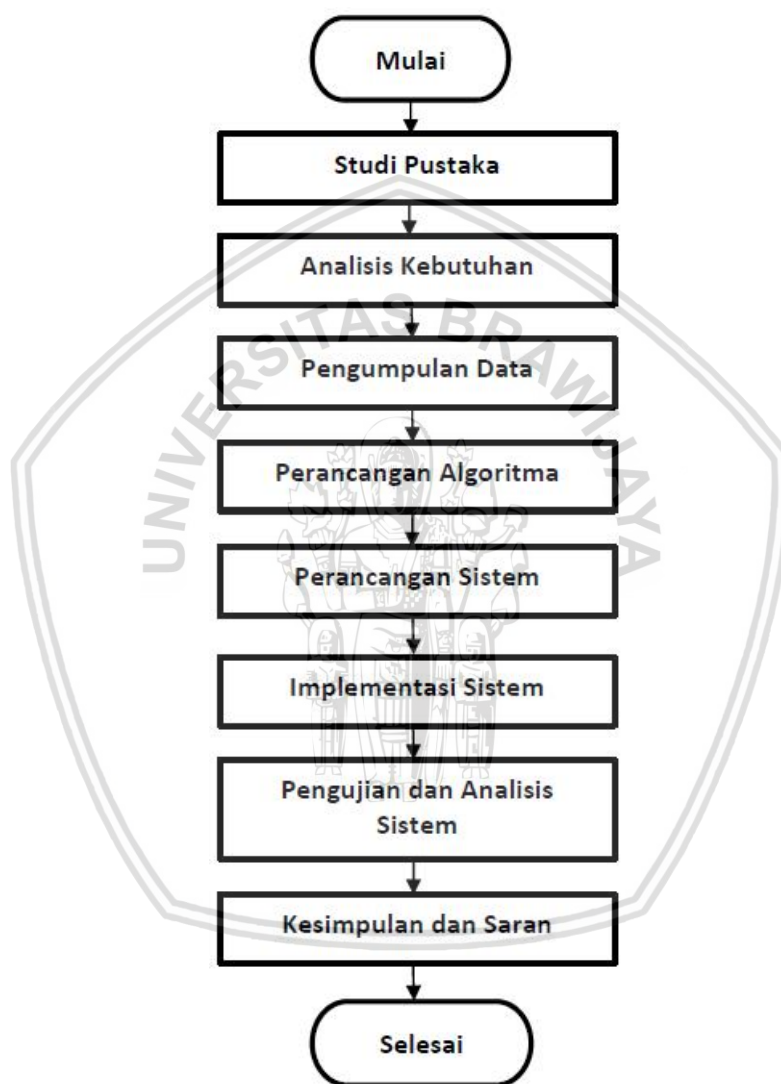 Mulai
Studi Pustaka
Analisis Kebutuhan
UNIVERSITAS BRAWIJAYA
Pengumpulan Data
Perancangan Algoritma
Perancangan Sistem
Implementasi Sistem
Pengujian dan Analisis
Sistem
Kesimpulan dan Saran
Selesai